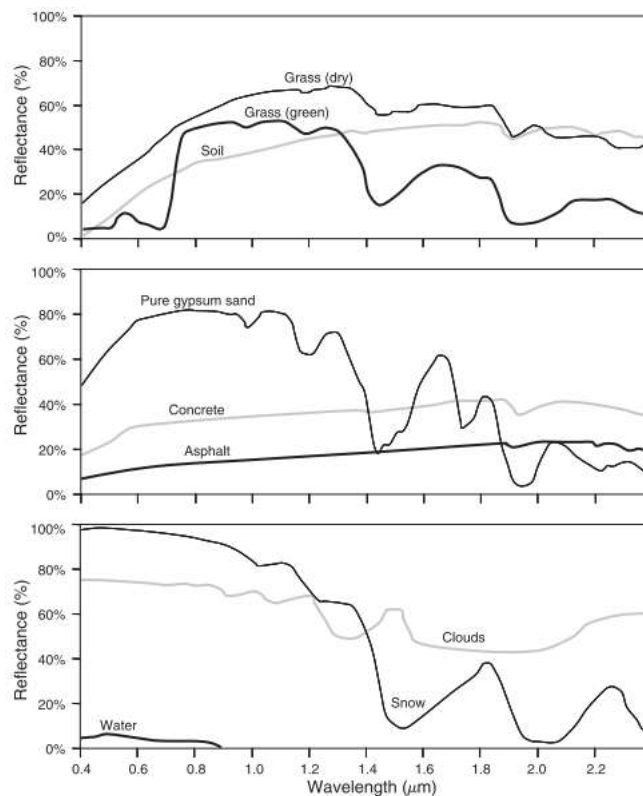 100%
80%
60%
40%
20%
0%
Reflectance (%)
Grass (dry)
Grass (green)
Soil
100%
80%
60%
40%
20%
0%
Reflectance (%)
Pure gypsum sand
Concrete
Asphalt
100%
80%
60%
40%
20%
0%
Reflectance (%)
Clouds
Snow
Water
0.4 0.6 0.8 1.0 1.2 1.4 1.6 1.8 2.0 2.2
Wavelength (μm)